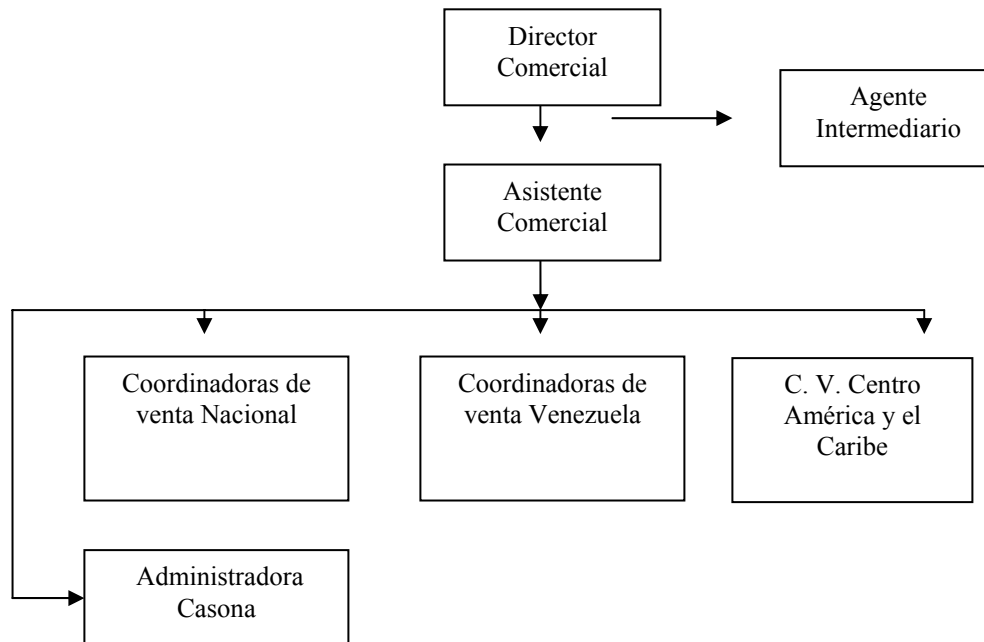 Director
Comercial
Agente
Intermediario
Asistente
Comercial
Coordinadoras de
venta Nacional
Coordinadoras de
venta Venezuela
C. V. Centro
América y el
Caribe
Administradora
Casona